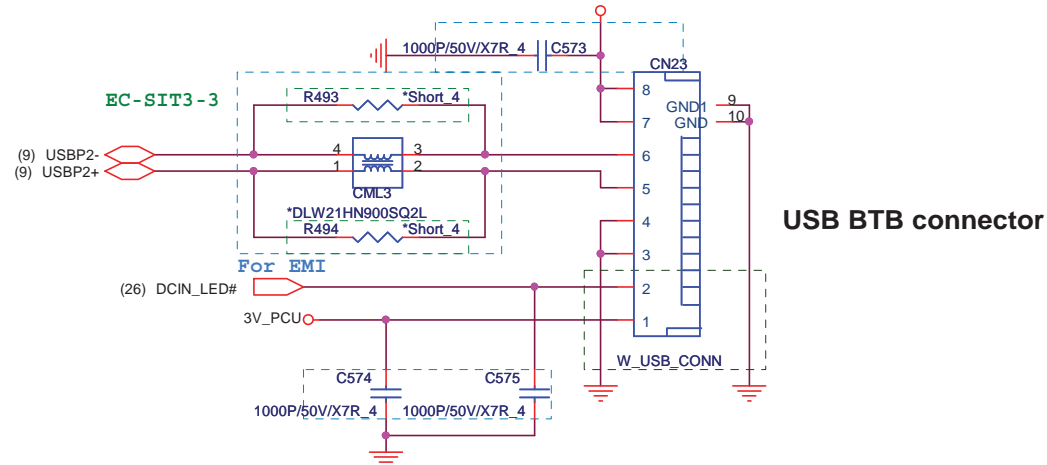 1000P/50V/X7R_4 C573
CN23
EC-SIT3-3
R493 *Short_4
8
7
GND1 9
GND 10
(9) USBP2- 4 3 6
(9) USBP2+ 1 2 5
CML3
*DLW21HN900SQ2L
R494 *Short_4
4
USB BTB connector
3
For EMI
(26) DCIN_LED# 2
3V_PCU 1
W_USB_CONN
C574 C575
1000P/50V/X7R_4 1000P/50V/X7R_4